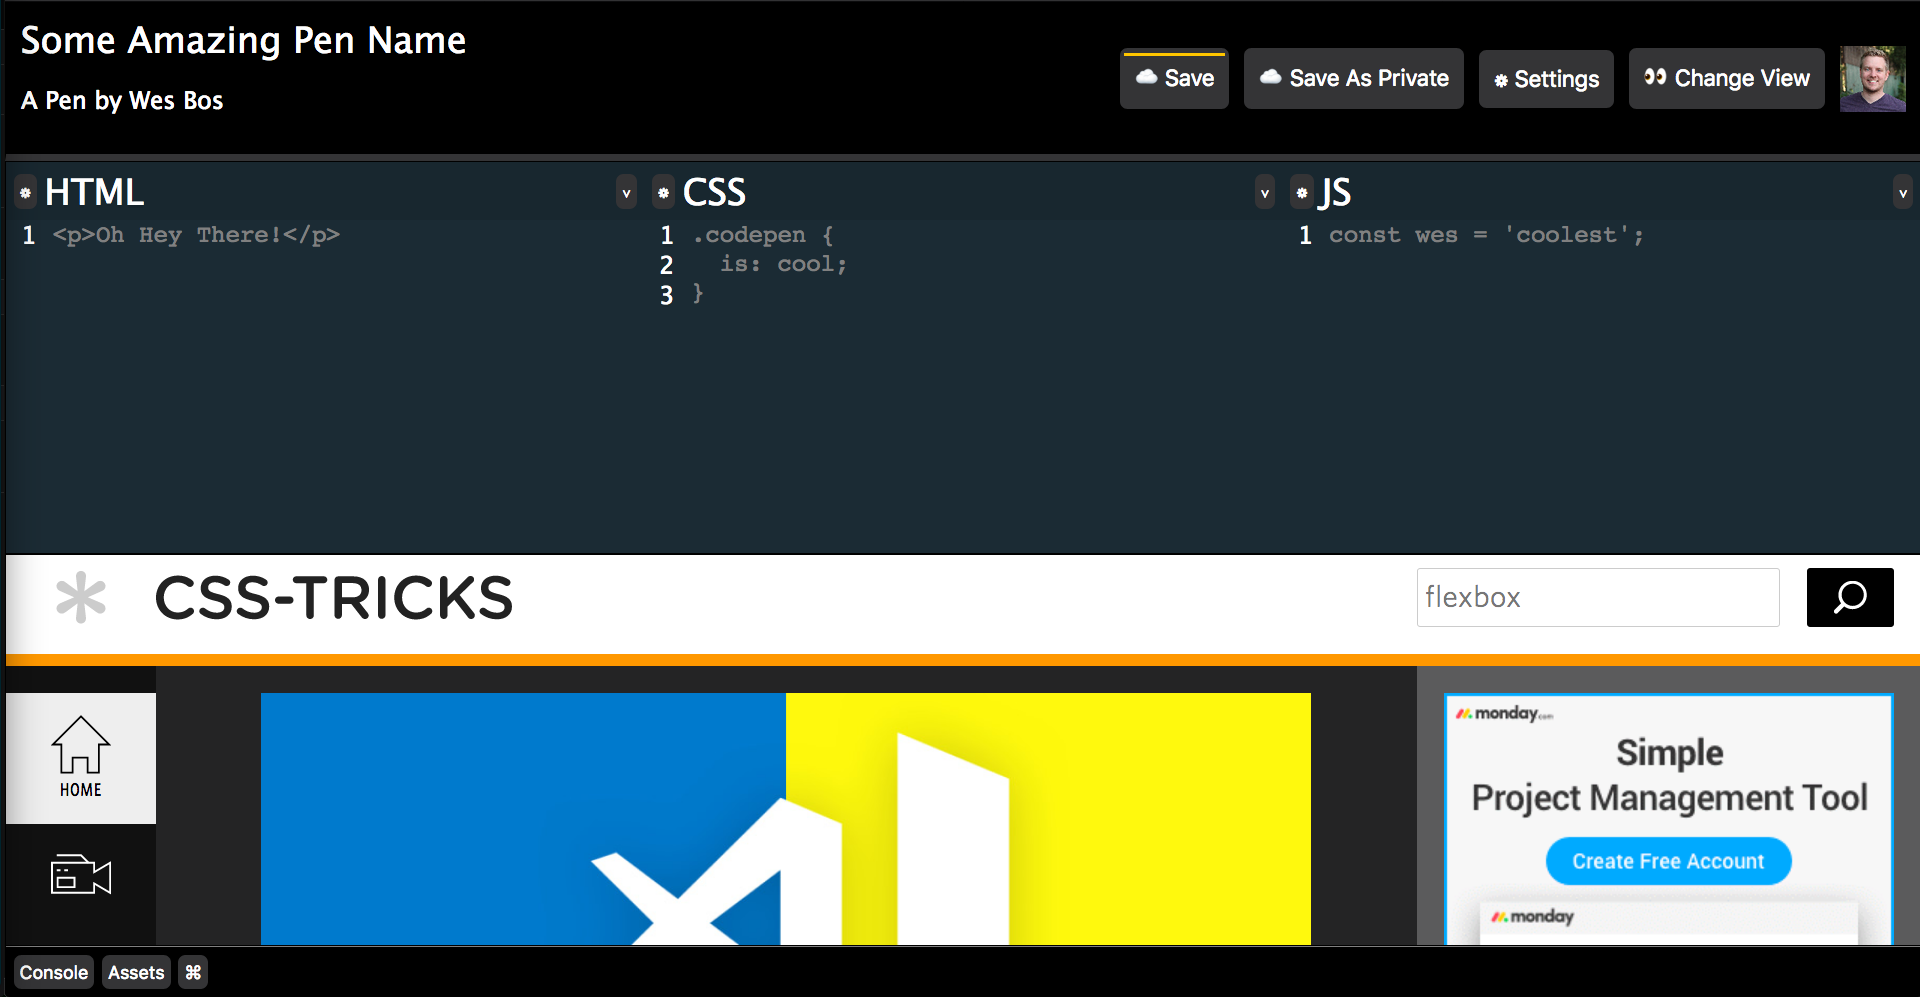 Some Amazing Pen Name
A Pen by Wes Bos
☁️ Save
☁️ Save As Private
⚙ Settings
👀 Change View
⚙ HTML v
1 <p>Oh Hey There!</p>
⚙ CSS v
1 .codepen {
2   is: cool;
3 }
⚙ JS v
1 const wes = 'coolest';
* CSS-TRICKS
flexbox
HOME
monday.com
Simple
Project Management Tool
Create Free Account
monday
Console Assets ⌘